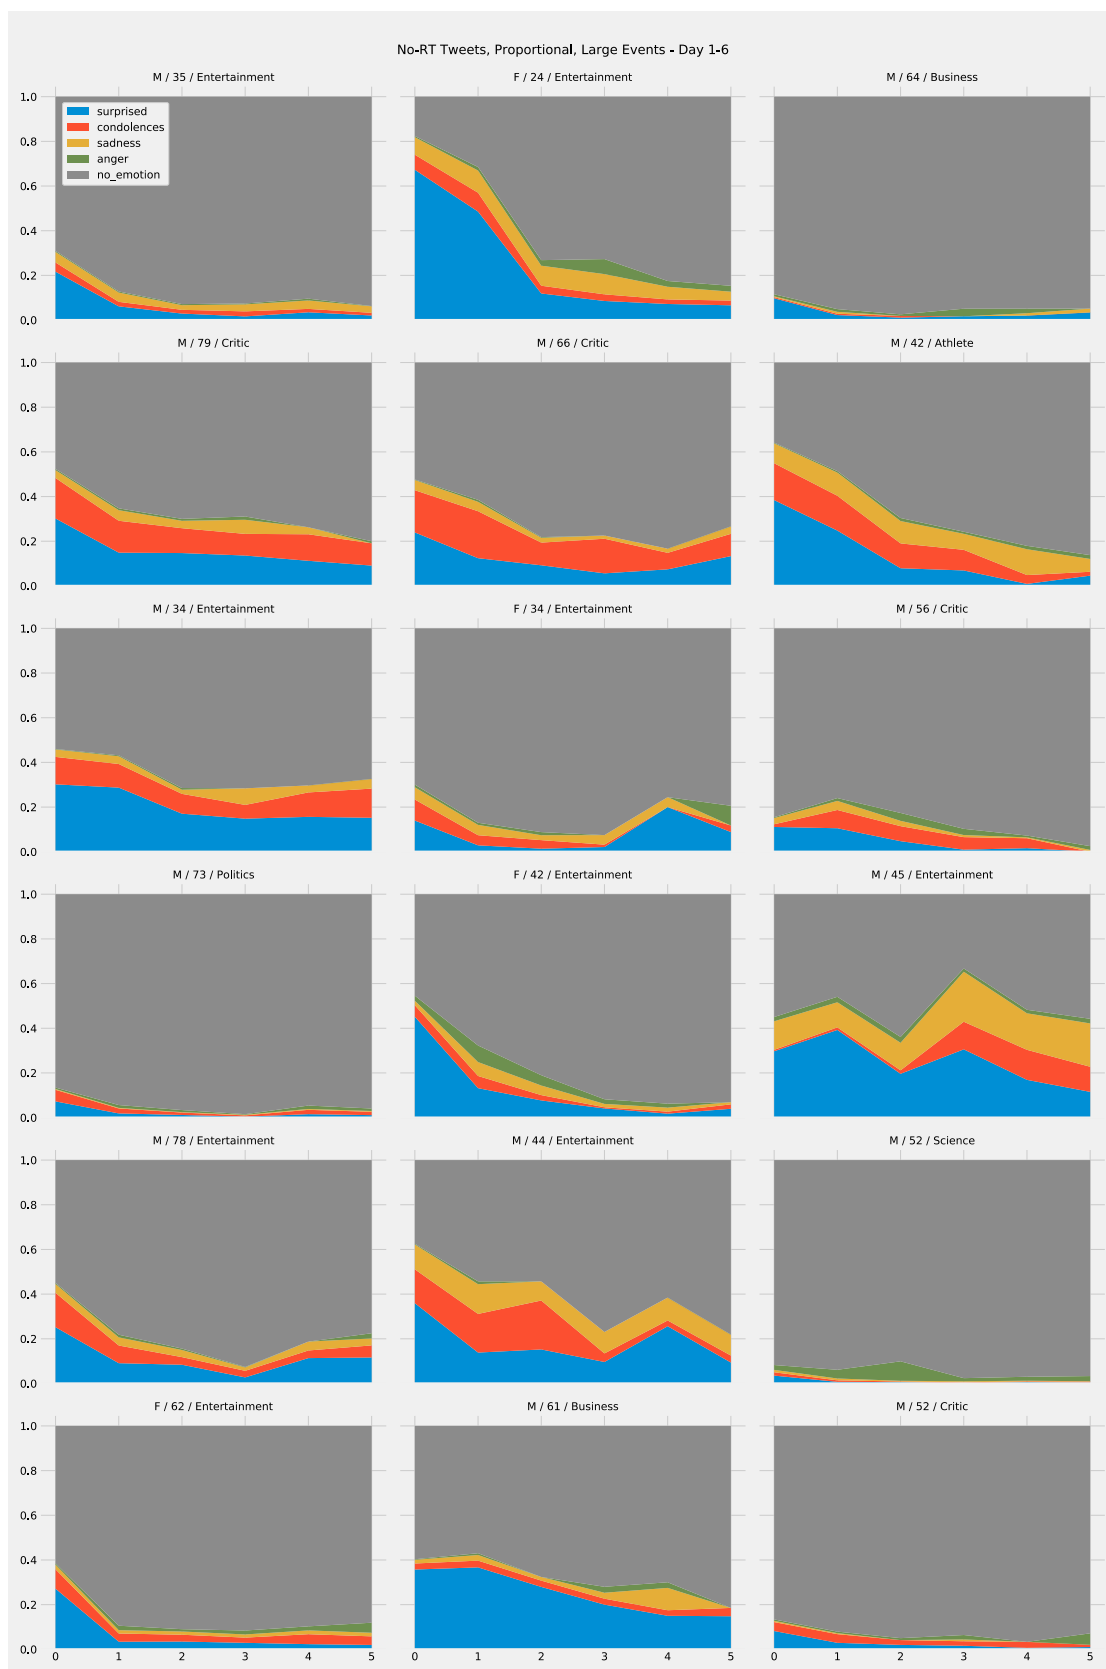 No-RT Tweets, Proportional, Large Events - Day 1-6
M / 35 / Entertainment
F / 24 / Entertainment
M / 64 / Business
1.0
0.8
0.6
0.4
0.2
0.0
surprised
condolences
sadness
anger
no_emotion
M / 79 / Critic
M / 66 / Critic
M / 42 / Athlete
1.0
0.8
0.6
0.4
0.2
0.0
M / 34 / Entertainment
F / 34 / Entertainment
M / 56 / Critic
1.0
0.8
0.6
0.4
0.2
0.0
M / 73 / Politics
F / 42 / Entertainment
M / 45 / Entertainment
1.0
0.8
0.6
0.4
0.2
0.0
M / 78 / Entertainment
M / 44 / Entertainment
M / 52 / Science
1.0
0.8
0.6
0.4
0.2
0.0
F / 62 / Entertainment
M / 61 / Business
M / 52 / Critic
1.0
0.8
0.6
0.4
0.2
0.0
0 1 2 3 4 5
0 1 2 3 4 5
0 1 2 3 4 5